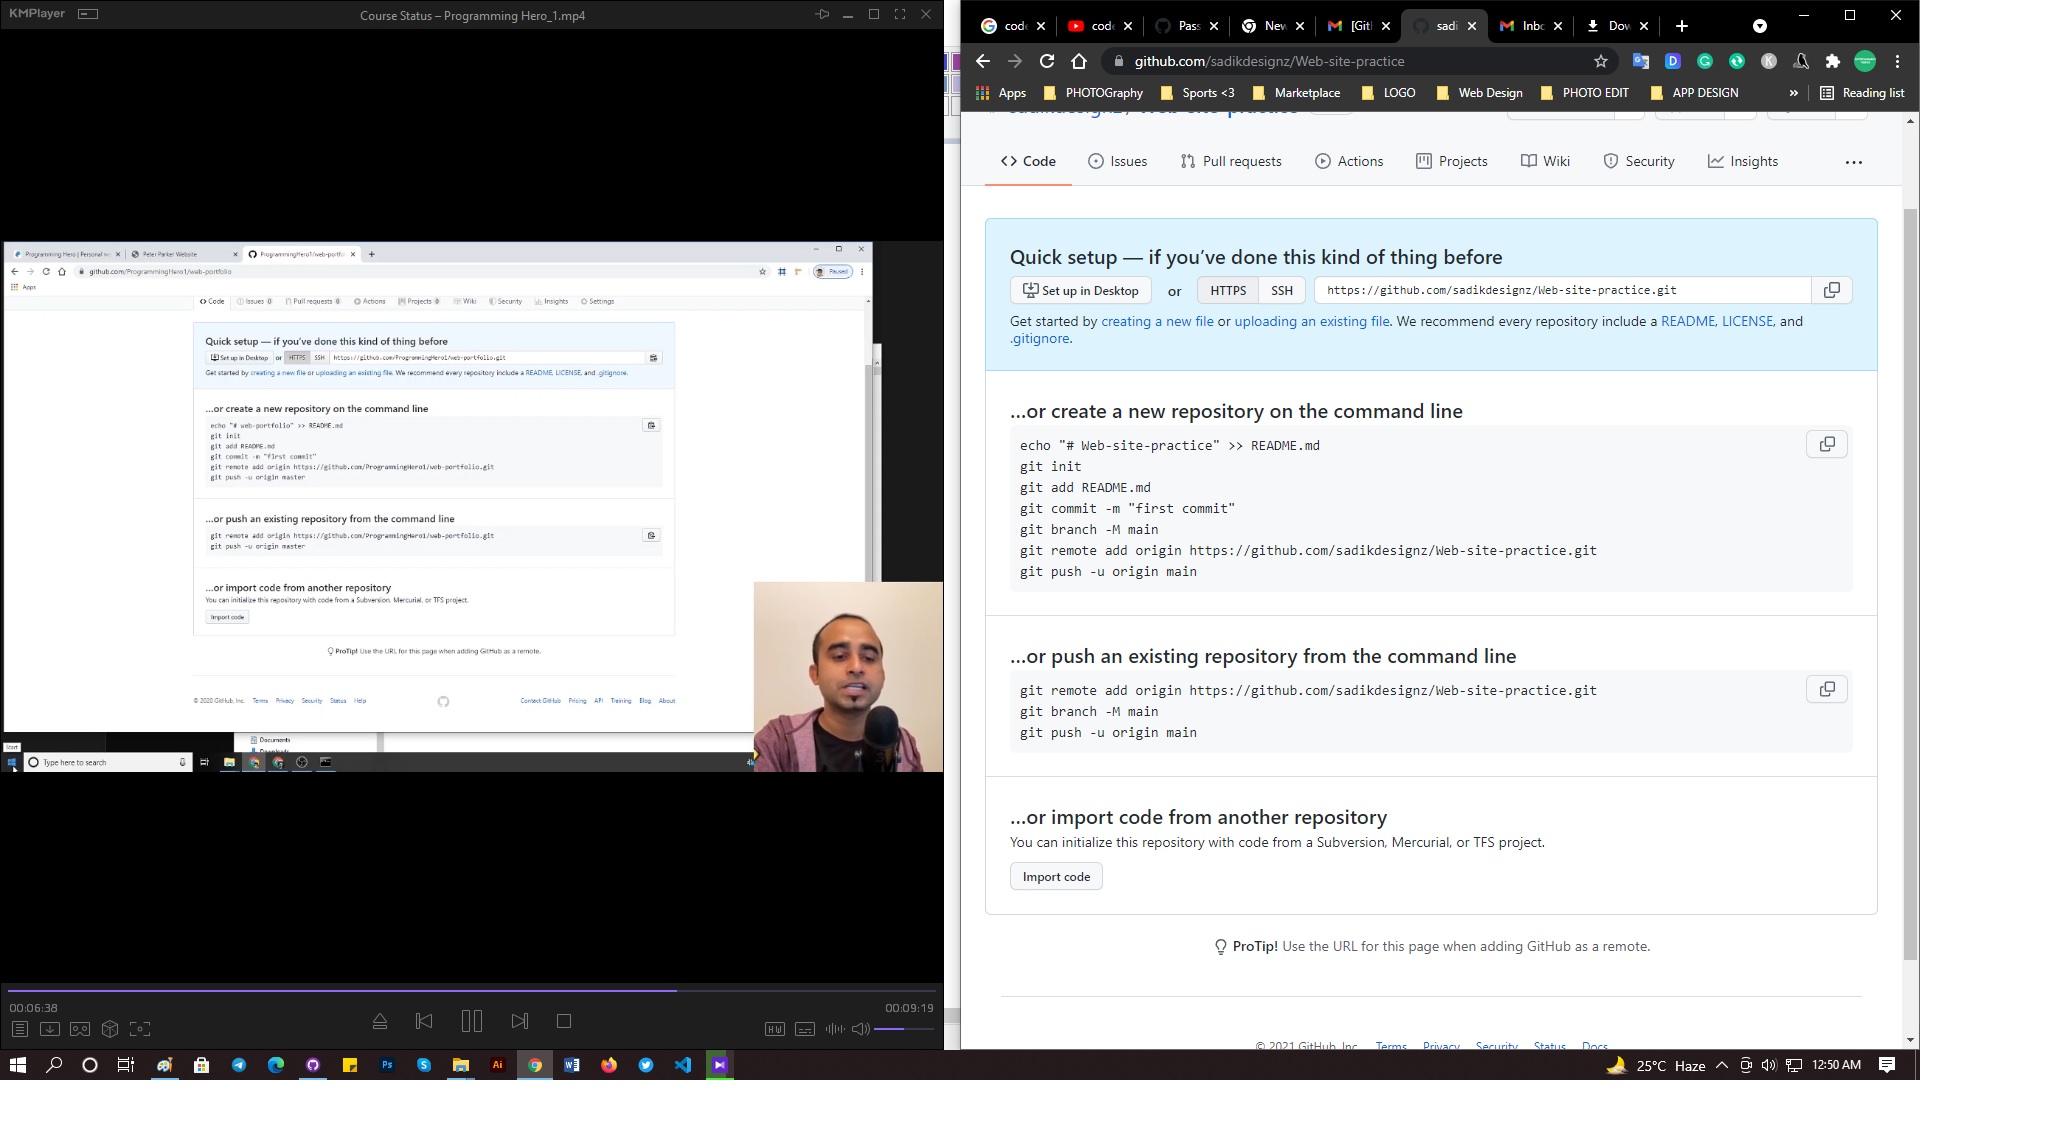 KMPlayer
Course Status – Programming Hero_1.mp4
Programming Hero | Personal we
Peter Parker Website
ProgrammingHero1/web-portfo
github.com/ProgrammingHero1/web-portfolio
Paused
Apps
Code
Issues 0
Pull requests 0
Actions
Projects 0
Wiki
Security
Insights
Settings
Quick setup — if you've done this kind of thing before
Set up in Desktop or HTTPS SSH https://github.com/ProgrammingHero1/web-portfolio.git
Get started by creating a new file or uploading an existing file. We recommend every repository include a README, LICENSE, and .gitignore.
…or create a new repository on the command line
echo "# web-portfolio" >> README.md
git init
git add README.md
git commit -m "first commit"
git remote add origin https://github.com/ProgrammingHero1/web-portfolio.git
git push -u origin master
…or push an existing repository from the command line
git remote add origin https://github.com/ProgrammingHero1/web-portfolio.git
git push -u origin master
…or import code from another repository
You can initialize this repository with code from a Subversion, Mercurial, or TFS project.
Import code
ProTip! Use the URL for this page when adding GitHub as a remote.
© 2020 GitHub, Inc. Terms Privacy Security Status Help
Contact GitHub Pricing API Training Blog About
Documents
Start
Type here to search
00:06:38
00:09:19
HW
cod
cod
Pas
Nev
[Gitl
sadi
Inbc
Dov
github.com/sadikdesignz/Web-site-practice
Apps
PHOTOGraphy
Sports <3
Marketplace
LOGO
Web Design
PHOTO EDIT
APP DESIGN
»
Reading list
Code
Issues
Pull requests
Actions
Projects
Wiki
Security
Insights
Quick setup — if you've done this kind of thing before
Set up in Desktop or HTTPS SSH https://github.com/sadikdesignz/Web-site-practice.git
Get started by creating a new file or uploading an existing file. We recommend every repository include a README, LICENSE, and
.gitignore.
…or create a new repository on the command line
echo "# Web-site-practice" >> README.md
git init
git add README.md
git commit -m "first commit"
git branch -M main
git remote add origin https://github.com/sadikdesignz/Web-site-practice.git
git push -u origin main
…or push an existing repository from the command line
git remote add origin https://github.com/sadikdesignz/Web-site-practice.git
git branch -M main
git push -u origin main
…or import code from another repository
You can initialize this repository with code from a Subversion, Mercurial, or TFS project.
Import code
ProTip! Use the URL for this page when adding GitHub as a remote.
© 2021 GitHub, Inc. Terms Privacy Security Status Docs
Ps
Ai
25°C Haze
12:50 AM